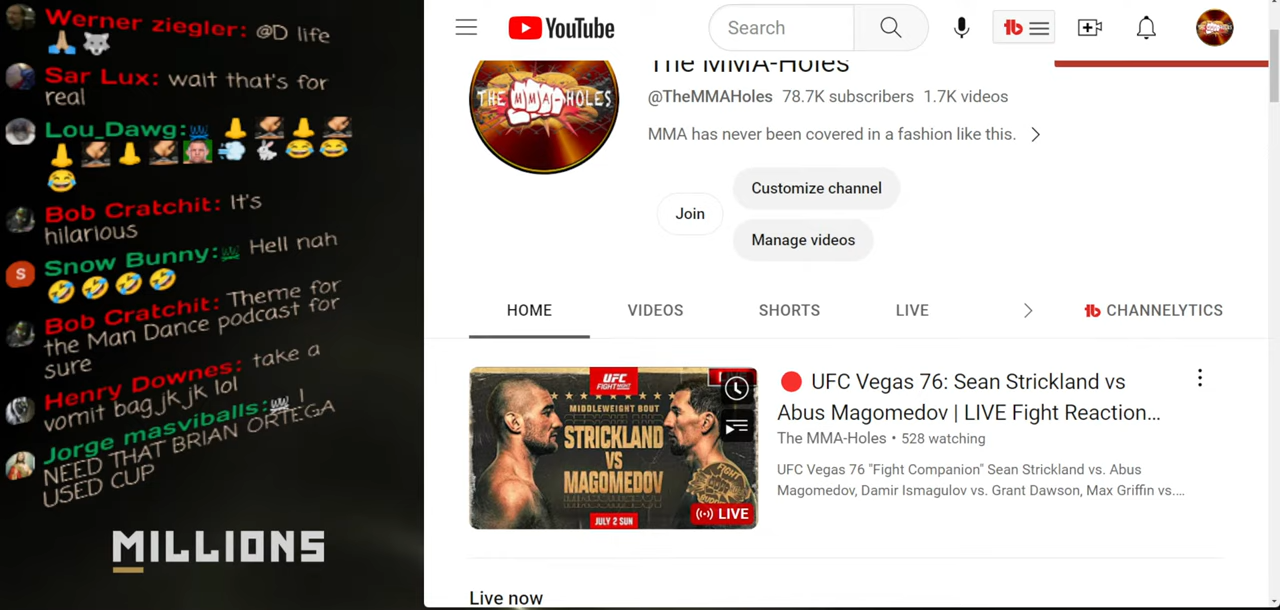 Werner ziegler: @D life
Sar Lux: wait that's for
real
Lou_Dawg:
Bob Cratchit: It's
hilarious
Snow Bunny: Hell nah
S
Bob Cratchit: Theme for
the Man Dance podcast for
sure
Henry Downes: take a
vomit bag jk jk lol
Jorge masviballs: I
NEED THAT BRIAN ORTEGA
USED CUP
MILLIONS
YouTube
Search
tb
The MMA-Holes
THE MMA-HOLES
@TheMMAHoles 78.7K subscribers 1.7K videos
MMA has never been covered in a fashion like this.
Customize channel
Join
Manage videos
HOME VIDEOS SHORTS LIVE tb CHANNELYTICS
UFC
FIGHT NIGHT
MIDDLEWEIGHT BOUT
STRICKLAND
VS
MAGOMEDOV
JULY 2 SUN
LIVE
UFC Vegas 76: Sean Strickland vs
Abus Magomedov | LIVE Fight Reaction...
The MMA-Holes • 528 watching
UFC Vegas 76 "Fight Companion" Sean Strickland vs. Abus
Magomedov, Damir Ismagulov vs. Grant Dawson, Max Griffin vs....
Live now